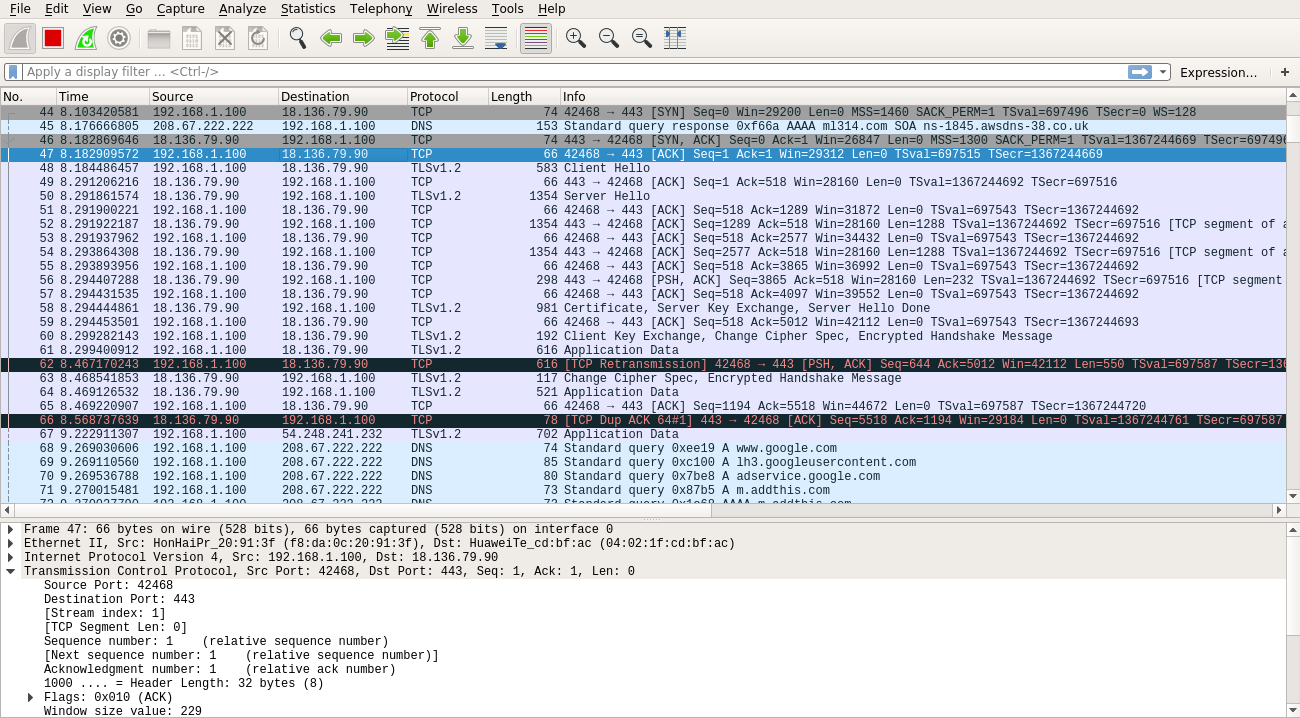 File Edit View Go Capture Analyze Statistics Telephony Wireless Tools Help
Apply a display filter … <Ctrl-/> Expression… +
No. Time Source Destination Protocol Length Info
44 8.103420581 192.168.1.100 18.136.79.90 TCP 74 42468 → 443 [SYN] Seq=0 Win=29200 Len=0 MSS=1460 SACK_PERM=1 TSval=697496 TSecr=0 WS=128
45 8.176666805 208.67.222.222 192.168.1.100 DNS 153 Standard query response 0xf66a AAAA ml314.com SOA ns-1845.awsdns-38.co.uk
46 8.182869646 18.136.79.90 192.168.1.100 TCP 74 443 → 42468 [SYN, ACK] Seq=0 Ack=1 Win=26847 Len=0 MSS=1300 SACK_PERM=1 TSval=1367244669 TSecr=697496
47 8.182909572 192.168.1.100 18.136.79.90 TCP 66 42468 → 443 [ACK] Seq=1 Ack=1 Win=29312 Len=0 TSval=697515 TSecr=1367244669
48 8.184486457 192.168.1.100 18.136.79.90 TLSv1.2 583 Client Hello
49 8.291206216 18.136.79.90 192.168.1.100 TCP 66 443 → 42468 [ACK] Seq=1 Ack=518 Win=28160 Len=0 TSval=1367244692 TSecr=697516
50 8.291861574 18.136.79.90 192.168.1.100 TLSv1.2 1354 Server Hello
51 8.291900221 192.168.1.100 18.136.79.90 TCP 66 42468 → 443 [ACK] Seq=518 Ack=1289 Win=31872 Len=0 TSval=697543 TSecr=1367244692
52 8.291922187 18.136.79.90 192.168.1.100 TCP 1354 443 → 42468 [ACK] Seq=1289 Ack=518 Win=28160 Len=1288 TSval=1367244692 TSecr=697516 [TCP segment of a
53 8.291937962 192.168.1.100 18.136.79.90 TCP 66 42468 → 443 [ACK] Seq=518 Ack=2577 Win=34432 Len=0 TSval=697543 TSecr=1367244692
54 8.293864308 18.136.79.90 192.168.1.100 TCP 1354 443 → 42468 [ACK] Seq=2577 Ack=518 Win=28160 Len=1288 TSval=1367244692 TSecr=697516 [TCP segment of a
55 8.293893956 192.168.1.100 18.136.79.90 TCP 66 42468 → 443 [ACK] Seq=518 Ack=3865 Win=36992 Len=0 TSval=697543 TSecr=1367244692
56 8.294407288 18.136.79.90 192.168.1.100 TCP 298 443 → 42468 [PSH, ACK] Seq=3865 Ack=518 Win=28160 Len=232 TSval=1367244692 TSecr=697516 [TCP segment
57 8.294431535 192.168.1.100 18.136.79.90 TCP 66 42468 → 443 [ACK] Seq=518 Ack=4097 Win=39552 Len=0 TSval=697543 TSecr=1367244692
58 8.294444861 18.136.79.90 192.168.1.100 TLSv1.2 981 Certificate, Server Key Exchange, Server Hello Done
59 8.294453501 192.168.1.100 18.136.79.90 TCP 66 42468 → 443 [ACK] Seq=518 Ack=5012 Win=42112 Len=0 TSval=697543 TSecr=1367244693
60 8.299282143 192.168.1.100 18.136.79.90 TLSv1.2 192 Client Key Exchange, Change Cipher Spec, Encrypted Handshake Message
61 8.299400912 192.168.1.100 18.136.79.90 TLSv1.2 616 Application Data
62 8.467170243 192.168.1.100 18.136.79.90 TCP 616 [TCP Retransmission] 42468 → 443 [PSH, ACK] Seq=644 Ack=5012 Win=42112 Len=550 TSval=697587 TSecr=136
63 8.468541853 18.136.79.90 192.168.1.100 TLSv1.2 117 Change Cipher Spec, Encrypted Handshake Message
64 8.469126532 18.136.79.90 192.168.1.100 TLSv1.2 521 Application Data
65 8.469220907 192.168.1.100 18.136.79.90 TCP 66 42468 → 443 [ACK] Seq=1194 Ack=5518 Win=44672 Len=0 TSval=697587 TSecr=1367244720
66 8.568737639 18.136.79.90 192.168.1.100 TCP 78 [TCP Dup ACK 64#1] 443 → 42468 [ACK] Seq=5518 Ack=1194 Win=29184 Len=0 TSval=1367244761 TSecr=697587
67 9.222911307 192.168.1.100 54.248.241.232 TLSv1.2 702 Application Data
68 9.269030606 192.168.1.100 208.67.222.222 DNS 74 Standard query 0xee19 A www.google.com
69 9.269110560 192.168.1.100 208.67.222.222 DNS 85 Standard query 0xc100 A lh3.googleusercontent.com
70 9.269536788 192.168.1.100 208.67.222.222 DNS 80 Standard query 0x7be8 A adservice.google.com
71 9.270015481 192.168.1.100 208.67.222.222 DNS 73 Standard query 0x87b5 A m.addthis.com
Frame 47: 66 bytes on wire (528 bits), 66 bytes captured (528 bits) on interface 0
Ethernet II, Src: HonHaiPr_20:91:3f (f8:da:0c:20:91:3f), Dst: HuaweiTe_cd:bf:ac (04:02:1f:cd:bf:ac)
Internet Protocol Version 4, Src: 192.168.1.100, Dst: 18.136.79.90
Transmission Control Protocol, Src Port: 42468, Dst Port: 443, Seq: 1, Ack: 1, Len: 0
Source Port: 42468
Destination Port: 443
[Stream index: 1]
[TCP Segment Len: 0]
Sequence number: 1 (relative sequence number)
[Next sequence number: 1 (relative sequence number)]
Acknowledgment number: 1 (relative ack number)
1000 .... = Header Length: 32 bytes (8)
Flags: 0x010 (ACK)
Window size value: 229